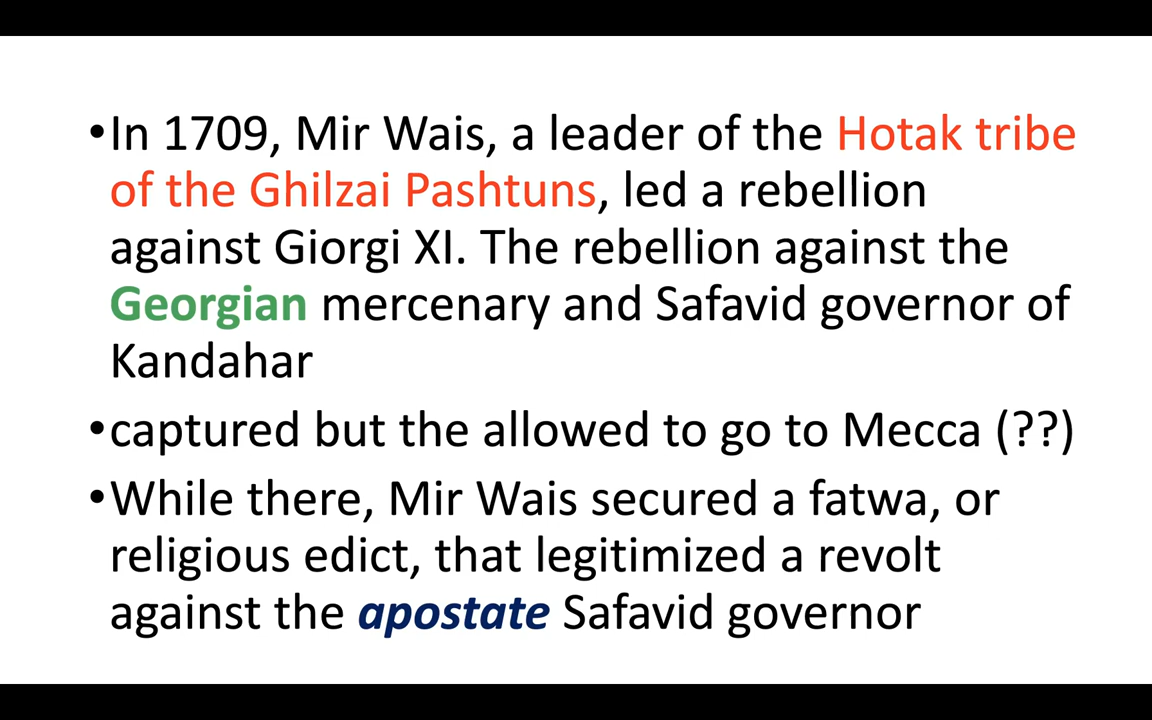 •In 1709, Mir Wais, a leader of the Hotak tribe
of the Ghilzai Pashtuns, led a rebellion
against Giorgi XI. The rebellion against the
Georgian mercenary and Safavid governor of
Kandahar
•captured but the allowed to go to Mecca (??)
•While there, Mir Wais secured a fatwa, or
religious edict, that legitimized a revolt
against the apostate Safavid governor